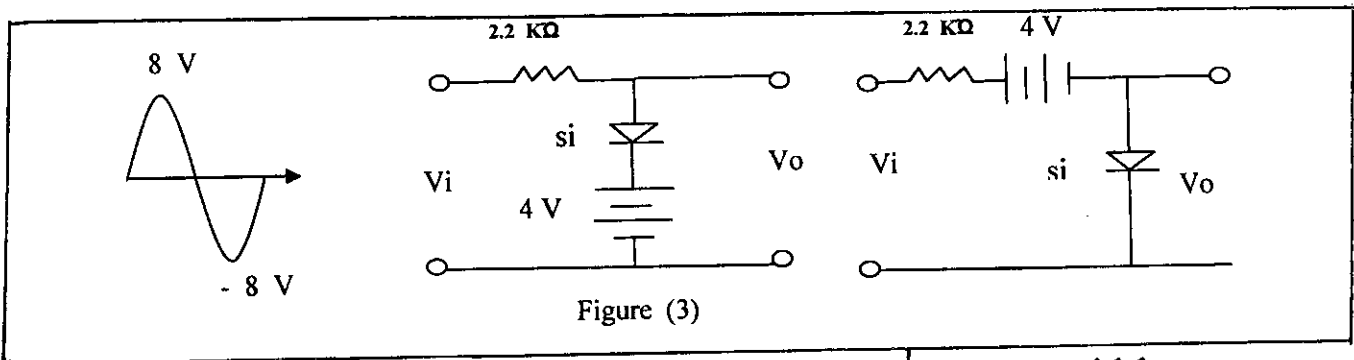 2.2 KΩ
2.2 KΩ 4 V
8 V
si
Vi
Vo
4 V
Vi
si
Vo
- 8 V
Figure (3)